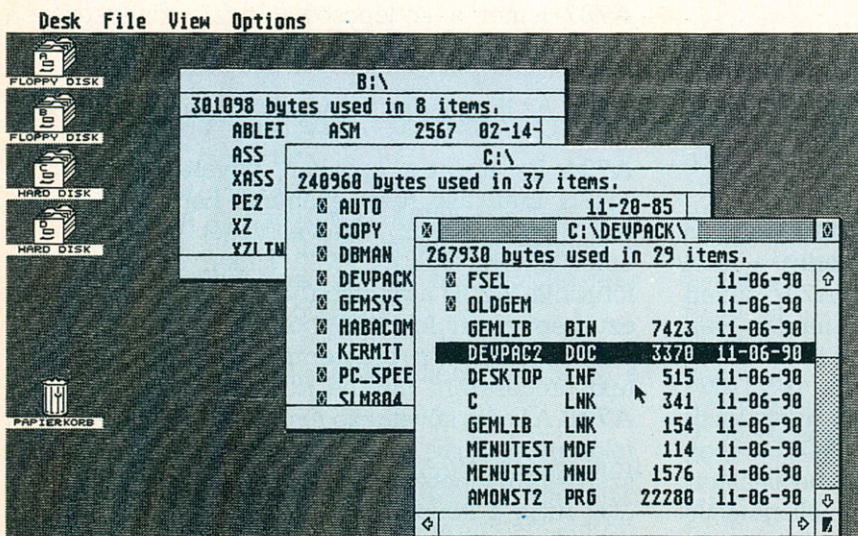 Desk File View Options
FLOPPY DISK
FLOPPY DISK
HARD DISK
HARD DISK
PAPIERKORB
B:\
301098 bytes used in 8 items.
ABLEI ASM 2567 02-14-
ASS
XASS
PE2
XZ
XZLTN
C:\
240960 bytes used in 37 items.
AUTO 11-20-85
COPY
DBMAN
DEVPACK
GEMSYS
HABACOM
KERMIT
PC_SPEE
SLM804
C:\DEVPACK\
267930 bytes used in 29 items.
FSEL 11-06-90
OLDGEM 11-06-90
GEMLIB BIN 7423 11-06-90
DEVPAC2 DOC 3370 11-06-90
DESKTOP INF 515 11-06-90
C LNK 341 11-06-90
GEMLIB LNK 154 11-06-90
MENUTEST MDF 114 11-06-90
MENUTEST MNU 1576 11-06-90
AMONST2 PRG 22280 11-06-90